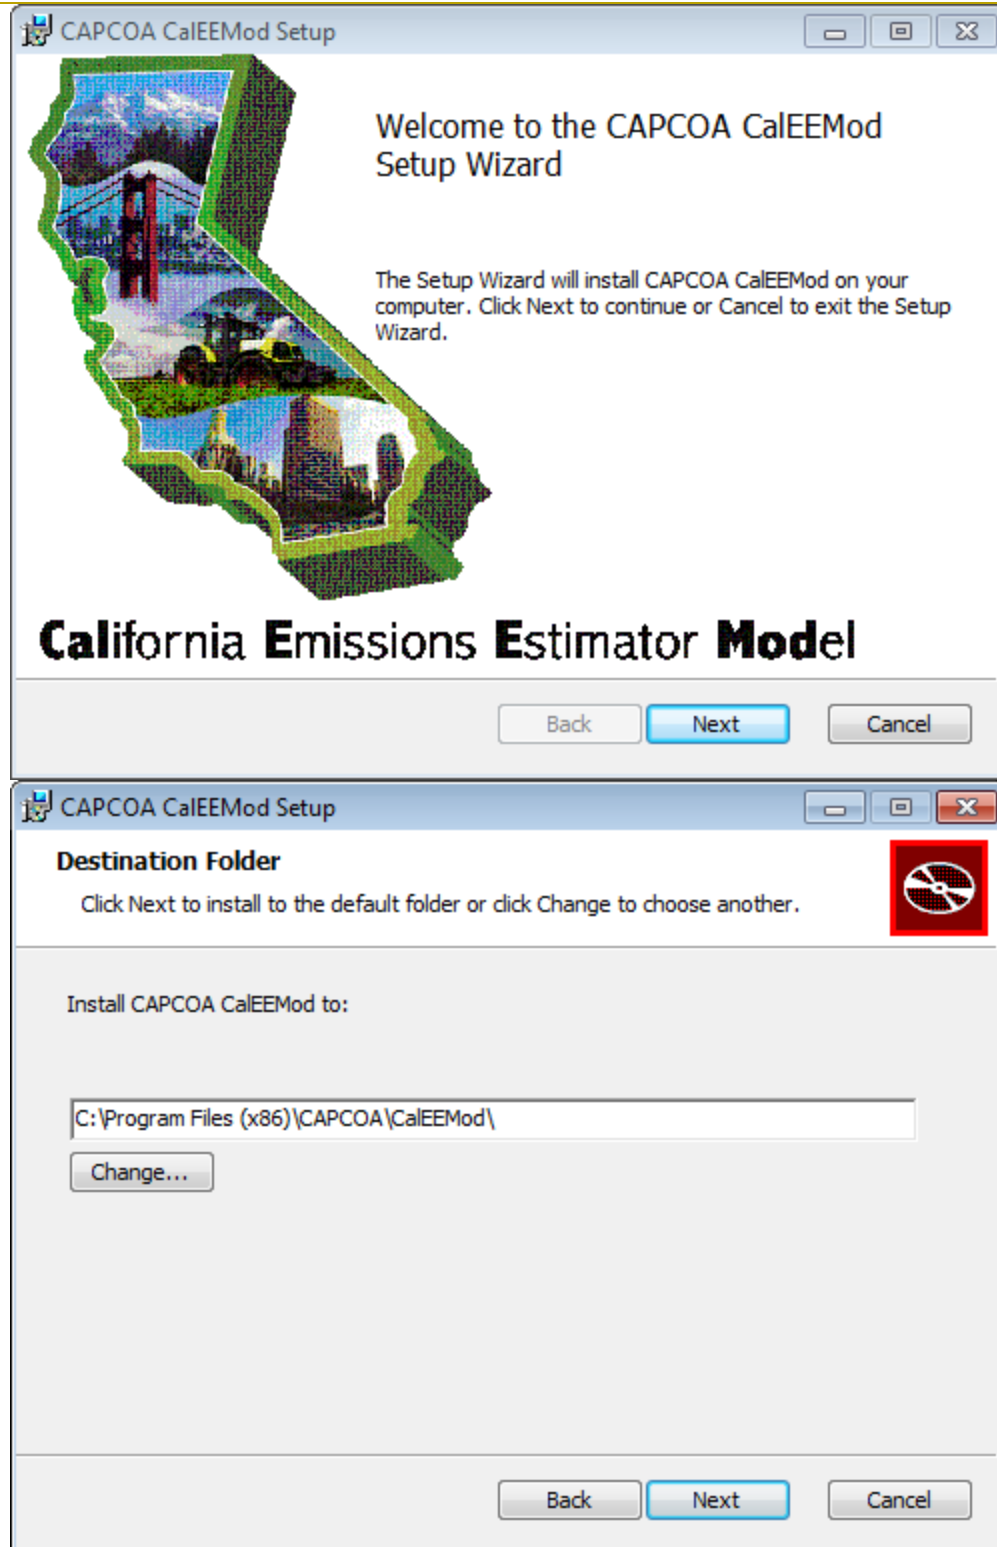 CAPCOA CalEEMod Setup
Welcome to the CAPCOA CalEEMod
Setup Wizard
The Setup Wizard will install CAPCOA CalEEMod on your
computer. Click Next to continue or Cancel to exit the Setup
Wizard.
California Emissions Estimator Model
Back Next Cancel
CAPCOA CalEEMod Setup
Destination Folder
Click Next to install to the default folder or click Change to choose another.
Install CAPCOA CalEEMod to:
C:\Program Files (x86)\CAPCOA\CalEEMod\
Change...
Back Next Cancel